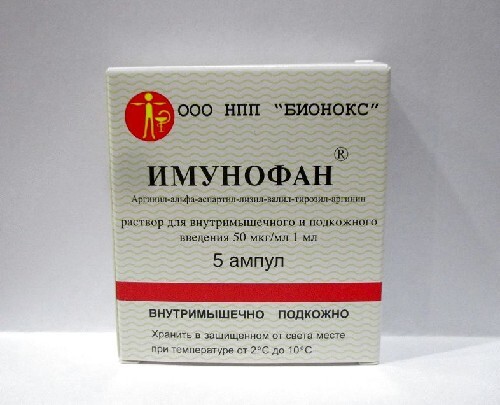 ООО НПП "БИОНОКС"
ИМУНОФАН®
Аргинил-альфа-аспартил-лизил-валил-тирозил-аргинин
раствор для внутримышечного и подкожного
введения 50 мкг/мл 1 мл
5 ампул
ВНУТРИМЫШЕЧНО ПОДКОЖНО
Хранить в защищенном от света месте
при температуре от 2°С до 10°С